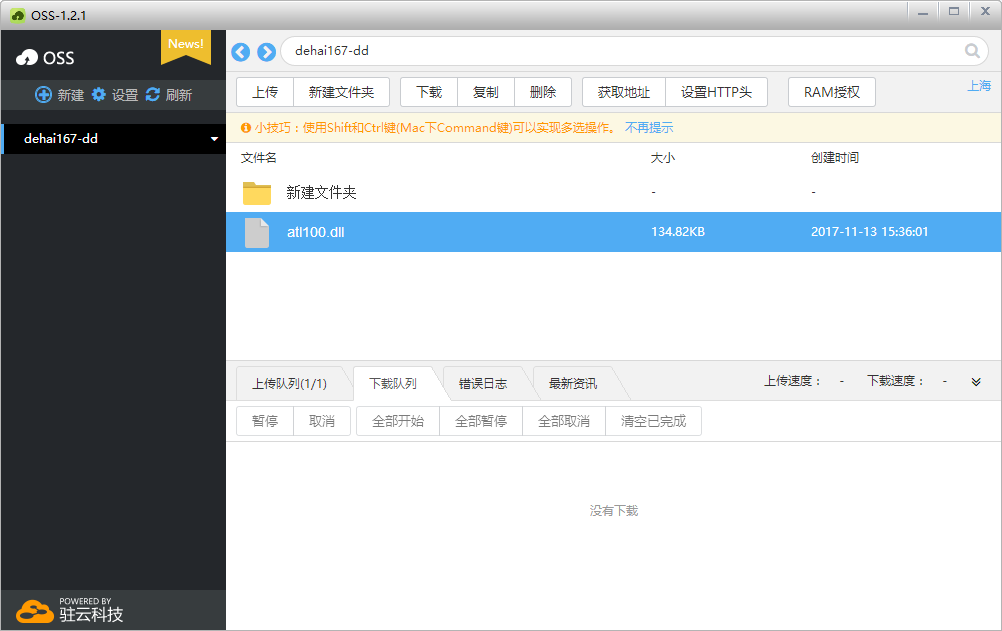 OSS-1.2.1
OSS
News!
新建 设置 刷新
dehai167-dd
dehai167-dd
上传 新建文件夹 下载 复制 删除 获取地址 设置HTTP头 RAM授权 上海
小技巧：使用Shift和Ctrl键(Mac下Command键)可以实现多选操作。 不再提示
文件名 大小 创建时间
新建文件夹 - -
atl100.dll 134.82KB 2017-11-13 15:36:01
上传队列(1/1) 下载队列 错误日志 最新资讯 上传速度： - 下载速度： -
暂停 取消 全部开始 全部暂停 全部取消 清空已完成
没有下载
POWERED BY
驻云科技